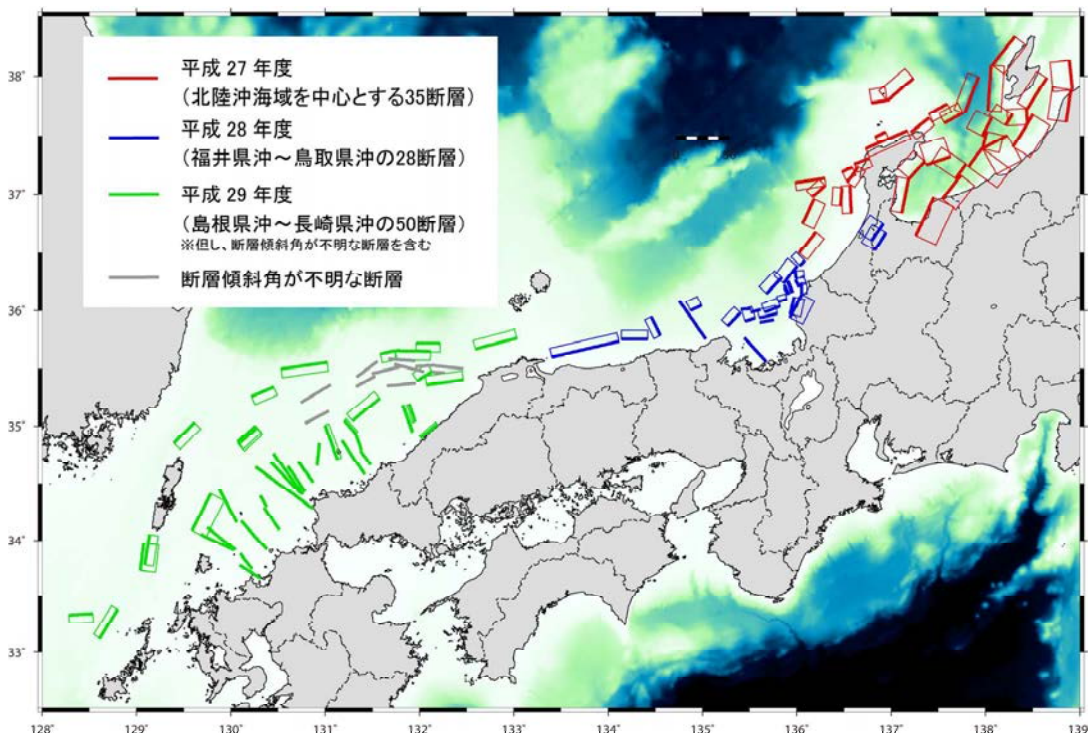 平成 27 年度
（北陸沖海域を中心とする35断層）
平成 28 年度
（福井県沖～鳥取県沖の28断層）
平成 29 年度
（島根県沖～長崎県沖の50断層）
※但し、断層傾斜角が不明な断層を含む
断層傾斜角が不明な断層
38°
37°
36°
35°
34°
33°
128°
129°
130°
131°
132°
133°
134°
135°
136°
137°
138°
139